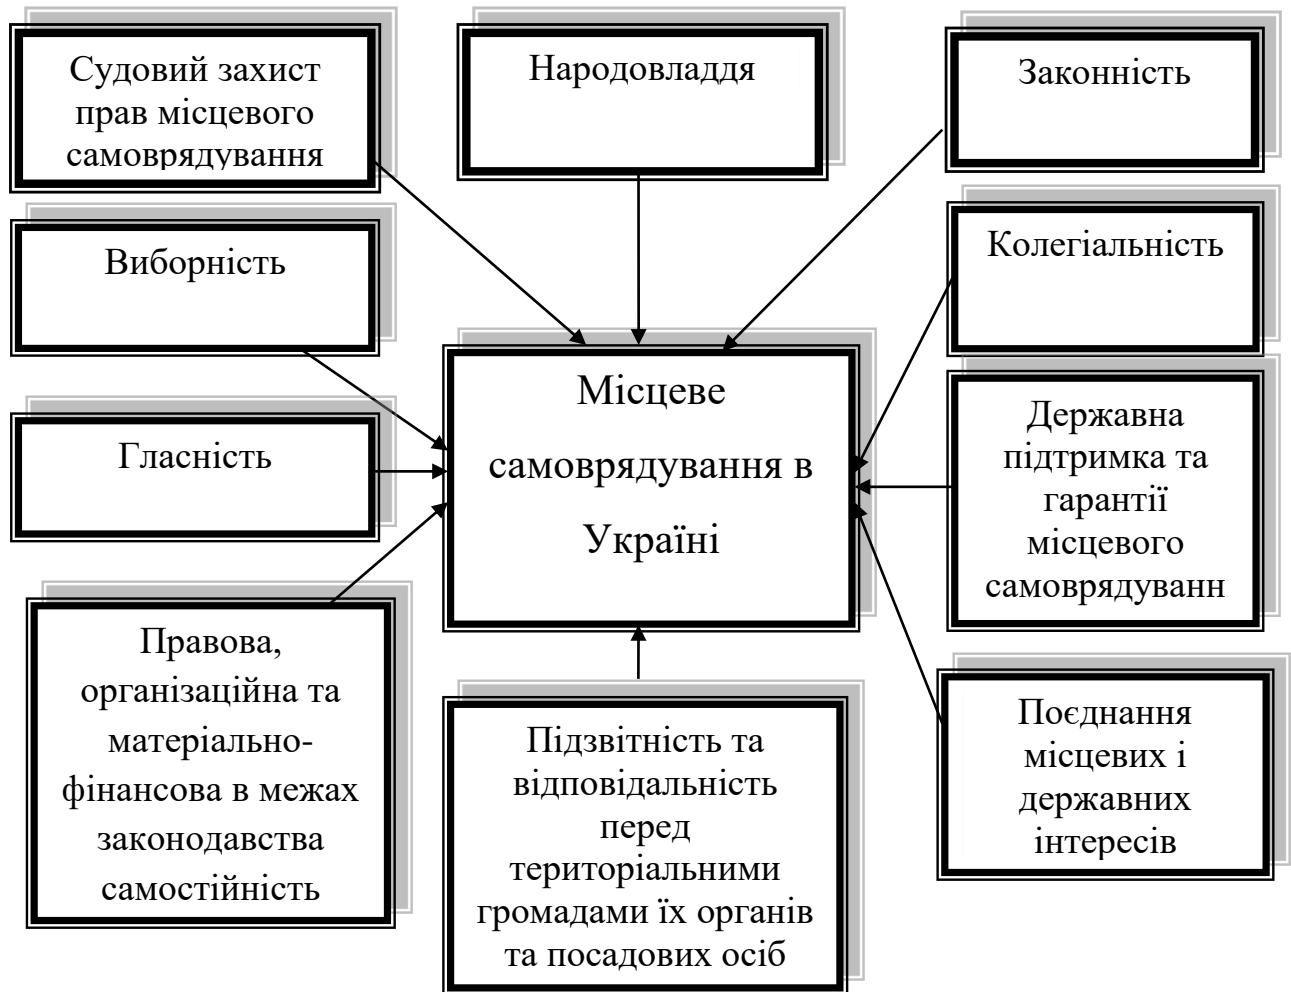 Судовий захист
прав місцевого
самоврядування
Народовладдя
Законність
Виборність
Колегіальність
Місцеве
самоврядування в
Україні
Гласність
Державна
підтримка та
гарантії
місцевого
самоврядуванн
Правова,
організаційна та
матеріально-
фінансова в межах
законодавства
самостійність
Підзвітність та
відповідальність
перед
територіальними
громадами їх органів
та посадових осіб
Поєднання
місцевих і
державних
інтересів